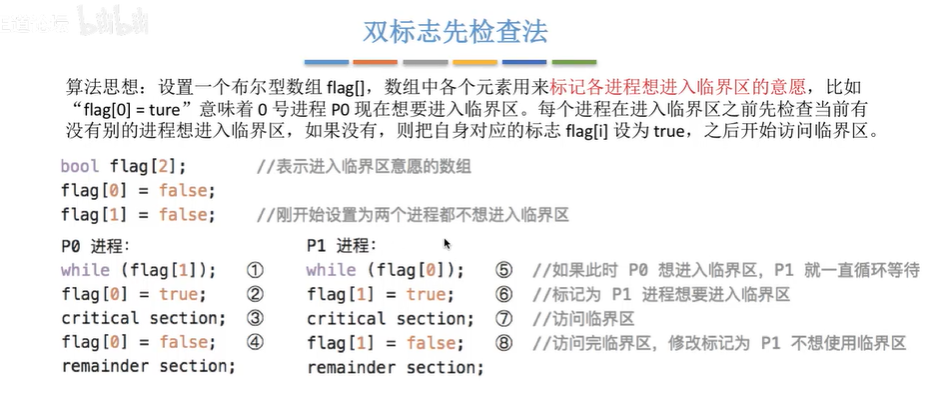 双标志先检查法
算法思想：设置一个布尔型数组 flag[]，数组中各个元素用来标记各进程想进入临界区的意愿，比如
“flag[0] = ture”意味着 0 号进程 P0 现在想要进入临界区。每个进程在进入临界区之前先检查当前有
没有别的进程想进入临界区，如果没有，则把自身对应的标志 flag[i] 设为 true，之后开始访问临界区。
bool flag[2]; //表示进入临界区意愿的数组
flag[0] = false;
flag[1] = false; //刚开始设置为两个进程都不想进入临界区
P0 进程： P1 进程：
while (flag[1]); ① while (flag[0]); ⑤ //如果此时 P0 想进入临界区，P1 就一直循环等待
flag[0] = true; ② flag[1] = true; ⑥ //标记为 P1 进程想要进入临界区
critical section; ③ critical section; ⑦ //访问临界区
flag[0] = false; ④ flag[1] = false; ⑧ //访问完临界区，修改标记为 P1 不想使用临界区
remainder section; remainder section;